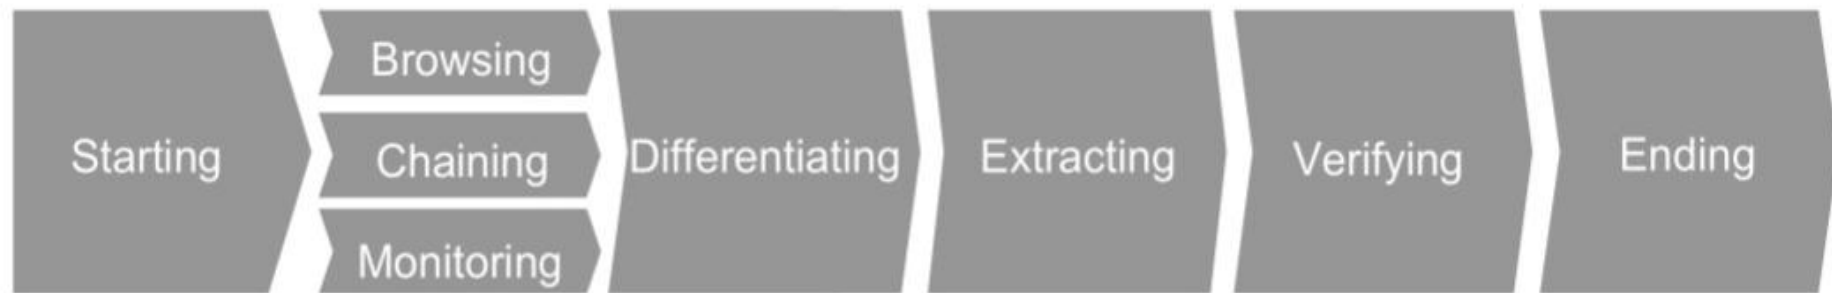 Starting
Browsing
Chaining
Monitoring
Differentiating
Extracting
Verifying
Ending